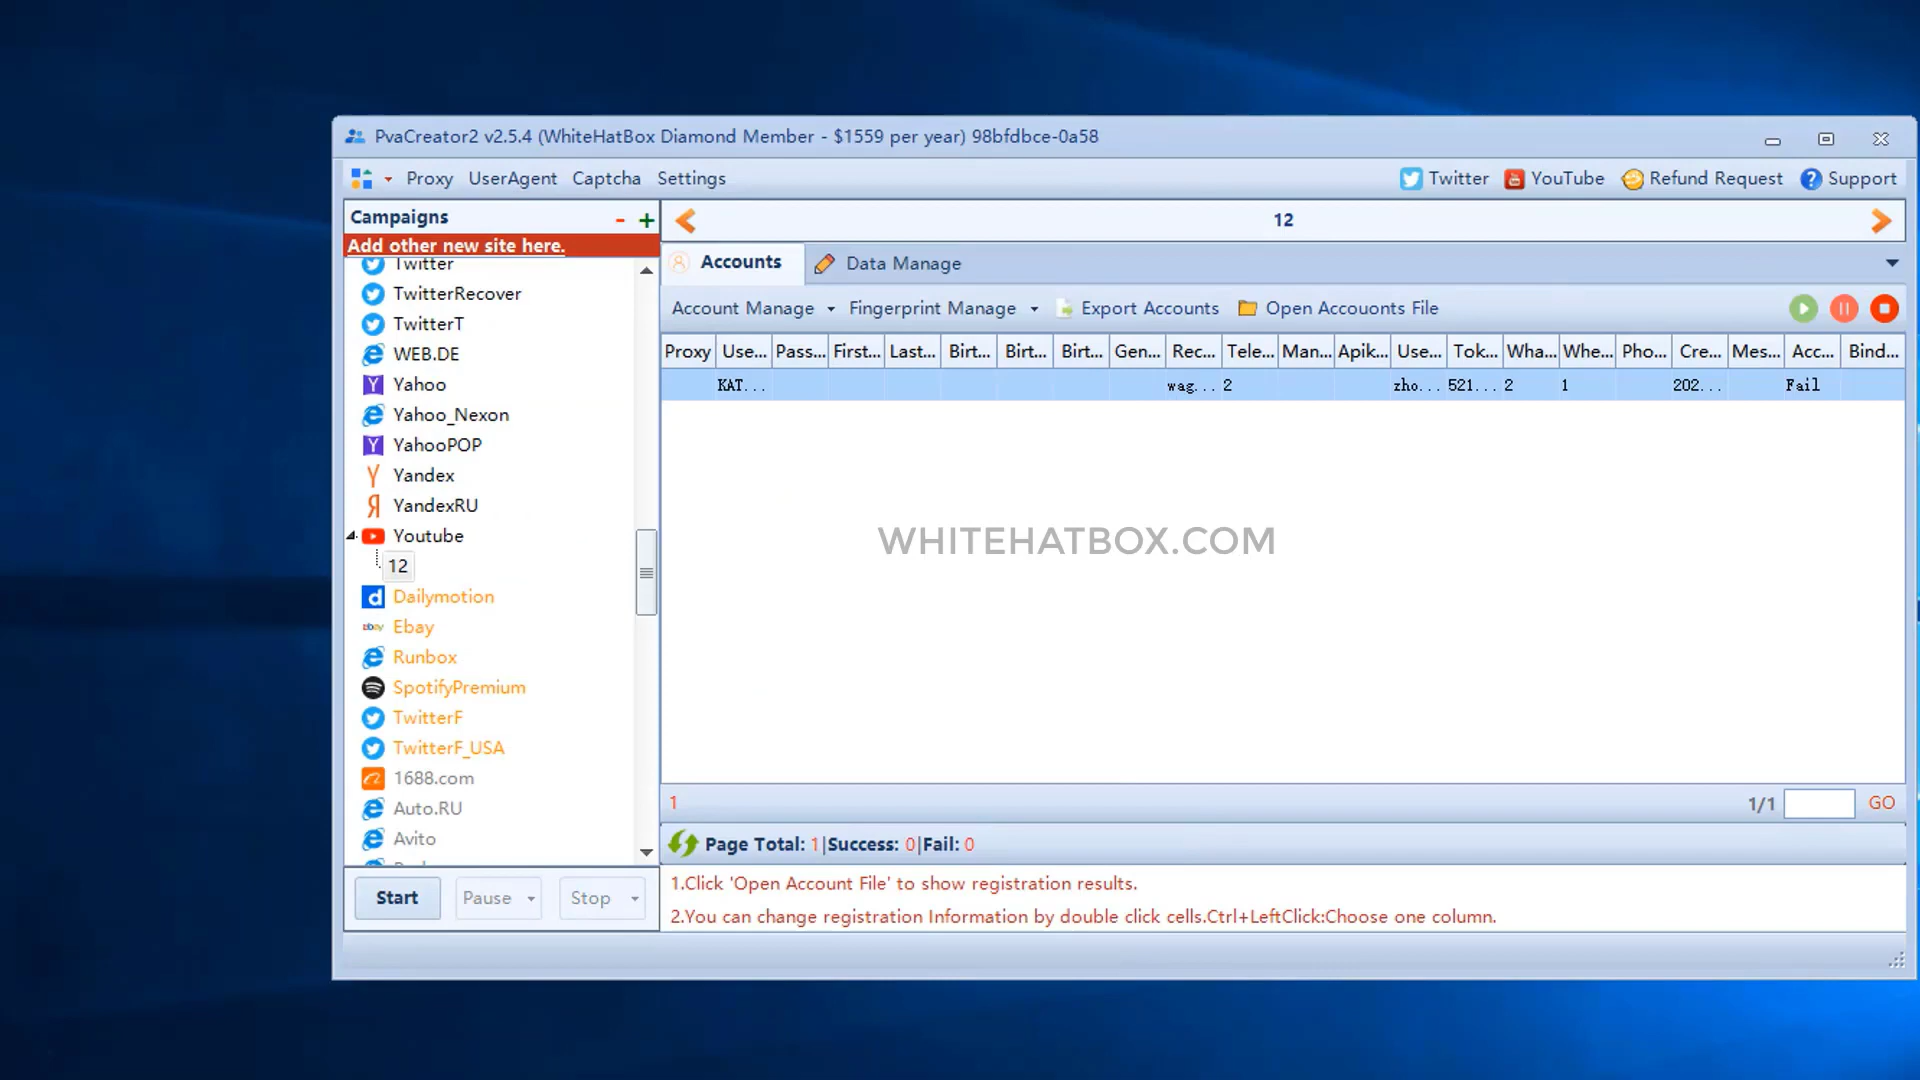 PvaCreator2 v2.5.4 (WhiteHatBox Diamond Member - $1559 per year) 98bfdbce-0a58
Proxy UserAgent Captcha Settings Twitter YouTube Refund Request Support
Campaigns - +
Add other new site here.
Twitter
TwitterRecover
TwitterT
WEB.DE
Yahoo
Yahoo_Nexon
YahooPOP
Yandex
YandexRU
Youtube
12
Dailymotion
Ebay
Runbox
SpotifyPremium
TwitterF
TwitterF_USA
1688.com
Auto.RU
Avito
Start Pause Stop
12
Accounts Data Manage
Account Manage Fingerprint Manage Export Accounts Open Accouonts File
Proxy Use... Pass... First... Last... Birt... Birt... Birt... Gen... Rec... Tele... Man... Apik... Use... Tok... Wha... Whe... Pho... Cre... Mes... Acc... Bind...
KAT... wag... 2 zho... 521... 2 1 202... Fail
WHITEHATBOX.COM
1 1/1 GO
Page Total: 1|Success: 0|Fail: 0
1.Click 'Open Account File' to show registration results.
2.You can change registration Information by double click cells.Ctrl+LeftClick:Choose one column.